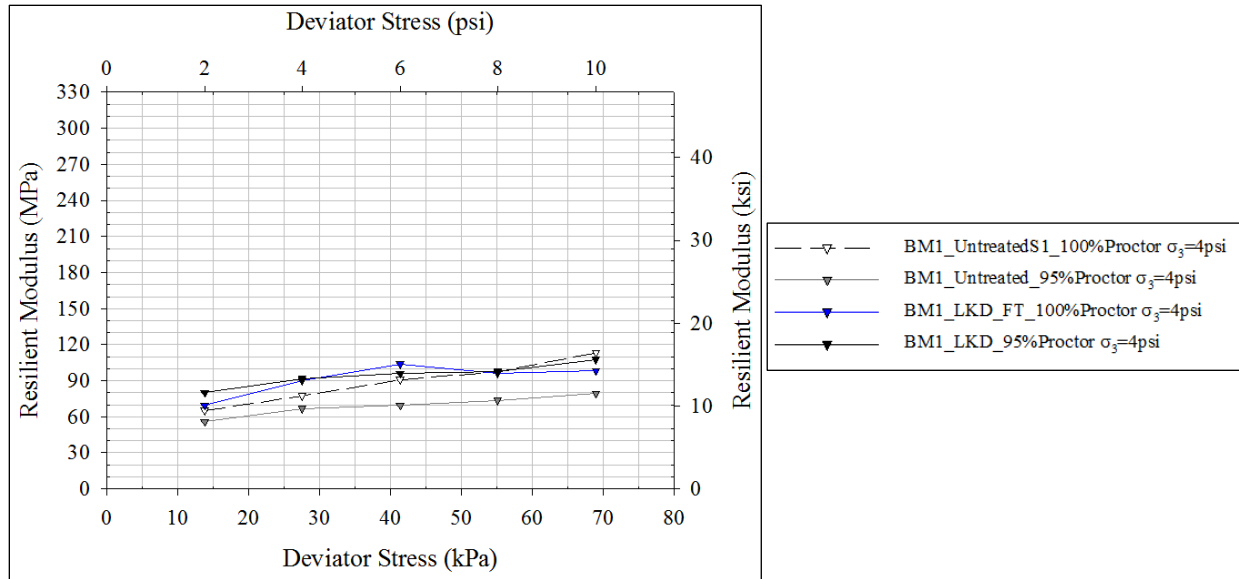 Deviator Stress (psi)
0 2 4 6 8 10
Resilient Modulus (MPa)
330
300
270
240
210
180
150
120
90
60
30
0
40
30
20
10
0
Resilient Modulus (ksi)
0 10 20 30 40 50 60 70 80
Deviator Stress (kPa)
BM1_UntreatedS1_100%Proctor σ₃=4psi
BM1_Untreated_95%Proctor σ₃=4psi
BM1_LKD_FT_100%Proctor σ₃=4psi
BM1_LKD_95%Proctor σ₃=4psi